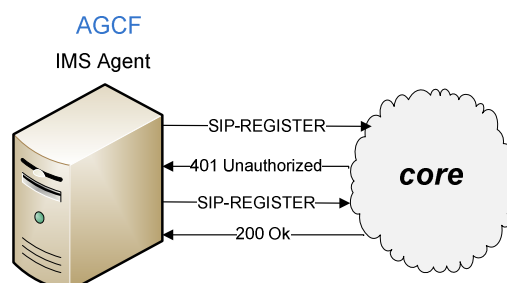 AGCF
IMS Agent
SIP-REGISTER
401 Unauthorized
core
SIP-REGISTER
200 Ok